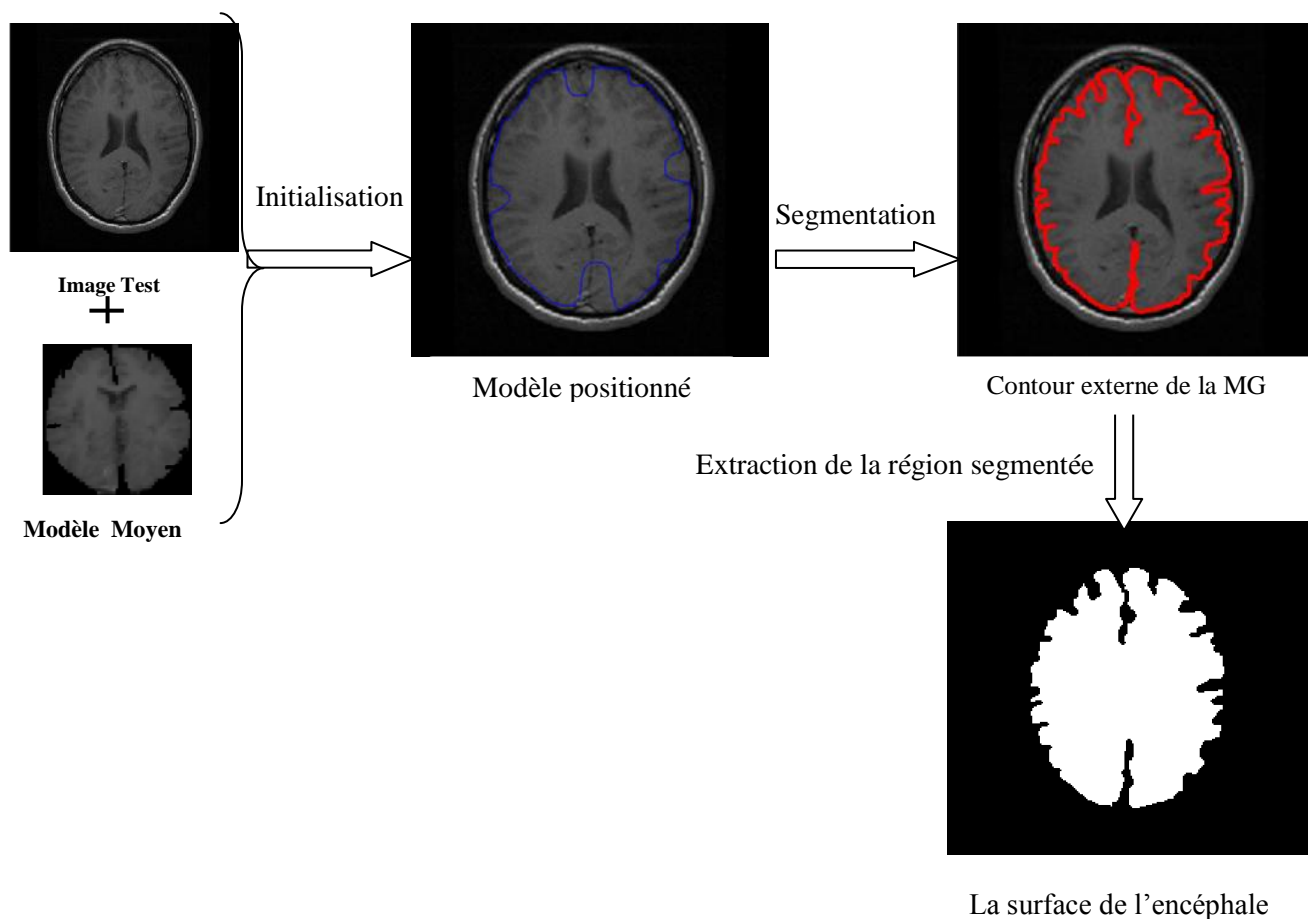 Image Test
Modèle Moyen
Initialisation
Modèle positionné
Segmentation
Contour externe de la MG
Extraction de la région segmentée
La surface de l’encéphale